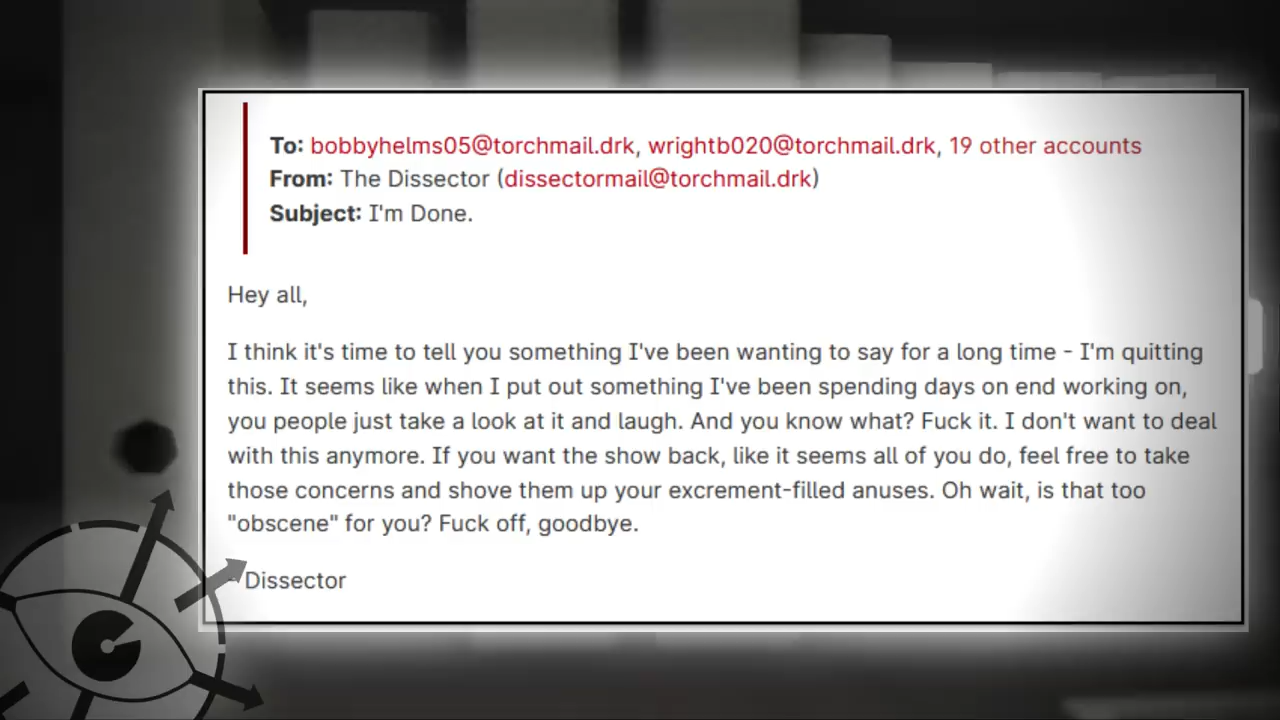 To: bobbyhelms05@torchmail.drk, wrightb020@torchmail.drk, 19 other accounts
From: The Dissector (dissectormail@torchmail.drk)
Subject: I'm Done.
Hey all,
I think it's time to tell you something I've been wanting to say for a long time - I'm quitting
this. It seems like when I put out something I've been spending days on end working on,
you people just take a look at it and laugh. And you know what? Fuck it. I don't want to deal
with this anymore. If you want the show back, like it seems all of you do, feel free to take
those concerns and shove them up your excrement-filled anuses. Oh wait, is that too
"obscene" for you? Fuck off, goodbye.
- Dissector